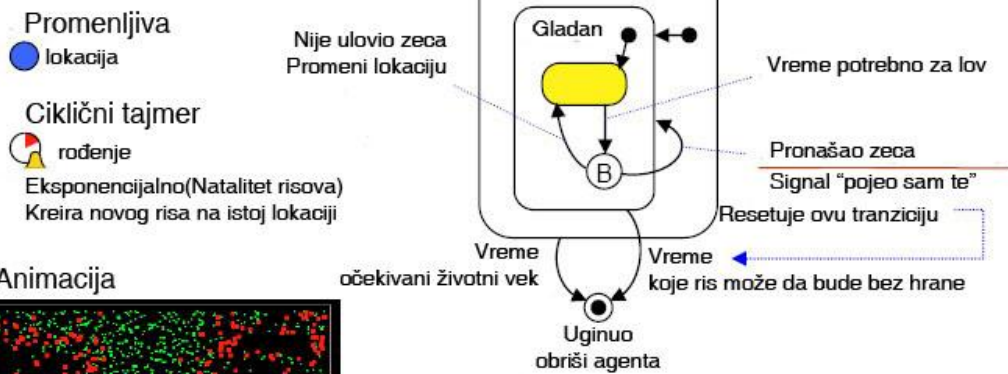 Promenljiva
lokacija
Ciklični tajmer
rođenje
Eksponencijalno(Natalitet risova)
Kreira novog risa na istoj lokaciji
Animacija
Gladan
Nije ulovio zeca
Promeni lokaciju
Vreme potrebno za lov
B
Pronašao zeca
Signal “pojeo sam te”
Resetuje ovu tranziciju
Vreme
očekivani životni vek
Vreme
koje ris može da bude bez hrane
Uginuo
obriši agenta